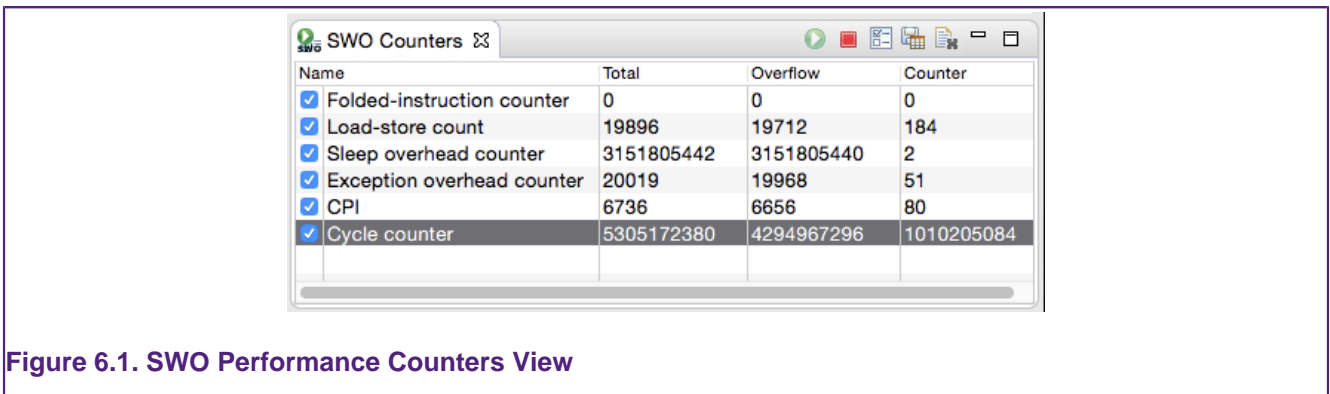 SWO SWO Counters
Name Total Overflow Counter
Folded-instruction counter 0 0 0
Load-store count 19896 19712 184
Sleep overhead counter 3151805442 3151805440 2
Exception overhead counter 20019 19968 51
CPI 6736 6656 80
Cycle counter 5305172380 4294967296 1010205084
Figure 6.1. SWO Performance Counters View